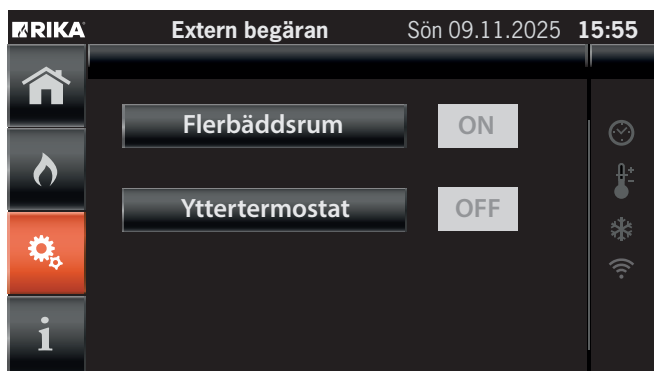 RIKA Extern begäran Sön 09.11.2025 15:55
Flerbäddsrum ON
Yttertermostat OFF
i